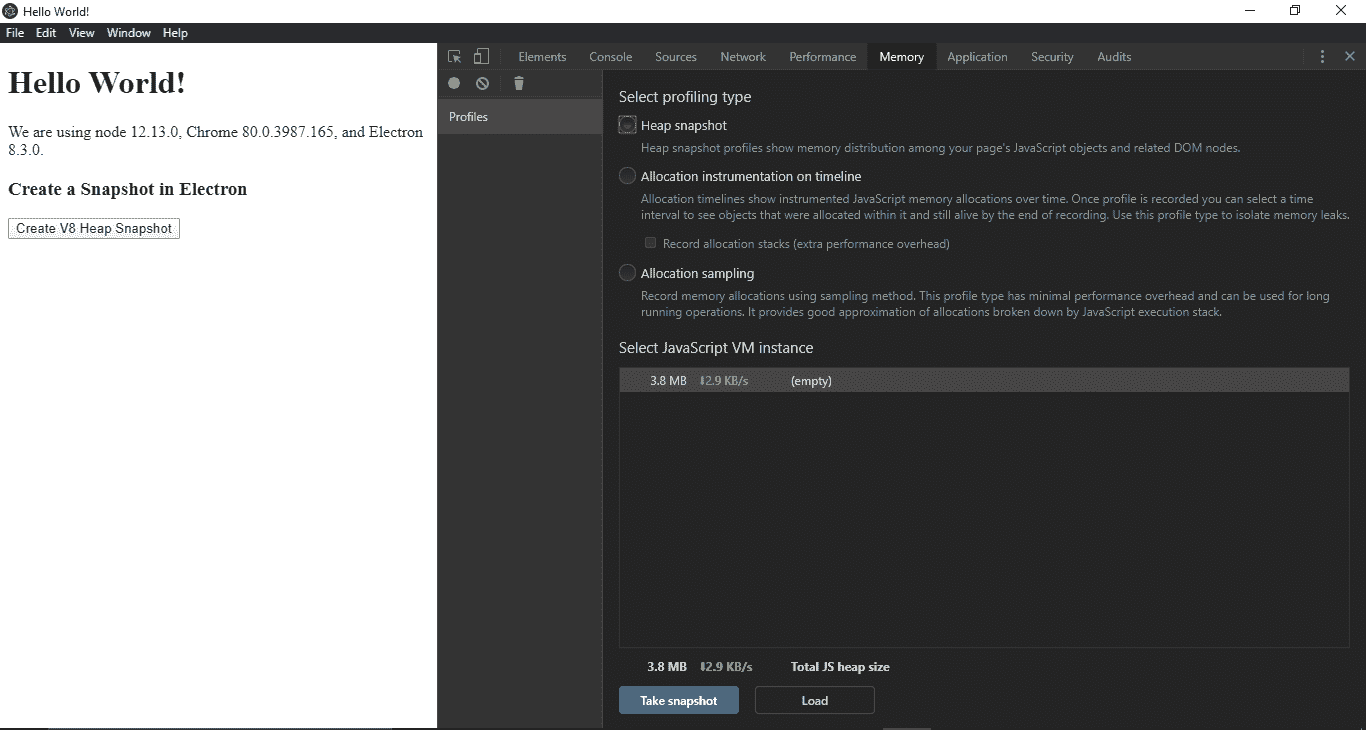 Hello World!
File Edit View Window Help
Hello World!
We are using node 12.13.0, Chrome 80.0.3987.165, and Electron
8.3.0.
Create a Snapshot in Electron
Create V8 Heap Snapshot
Elements Console Sources Network Performance Memory Application Security Audits
Profiles
Select profiling type
Heap snapshot
Heap snapshot profiles show memory distribution among your page's JavaScript objects and related DOM nodes.
Allocation instrumentation on timeline
Allocation timelines show instrumented JavaScript memory allocations over time. Once profile is recorded you can select a time
interval to see objects that were allocated within it and still alive by the end of recording. Use this profile type to isolate memory leaks.
Record allocation stacks (extra performance overhead)
Allocation sampling
Record memory allocations using sampling method. This profile type has minimal performance overhead and can be used for long
running operations. It provides good approximation of allocations broken down by JavaScript execution stack.
Select JavaScript VM instance
3.8 MB ⬇2.9 KB/s (empty)
3.8 MB ⬇2.9 KB/s Total JS heap size
Take snapshot Load